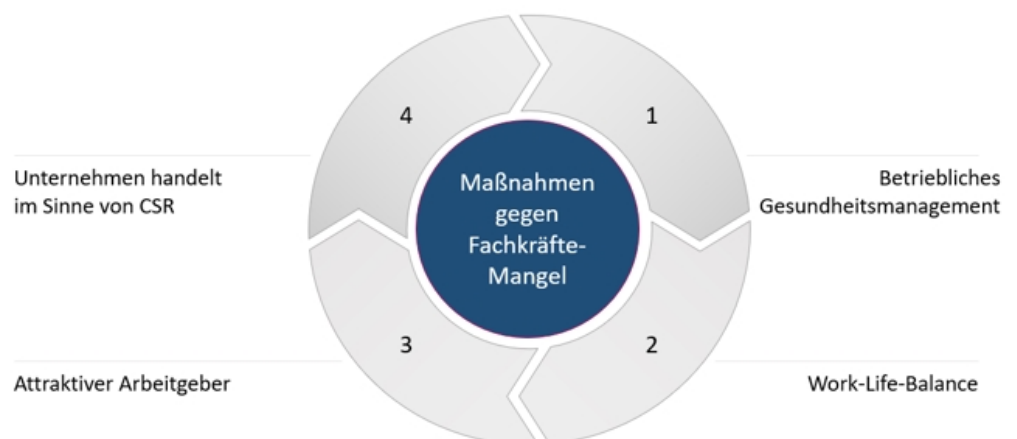 4
1
Unternehmen handelt
im Sinne von CSR
Maßnahmen
gegen
Fachkräfte-
Mangel
Betriebliches
Gesundheitsmanagement
3
2
Attraktiver Arbeitgeber
Work-Life-Balance